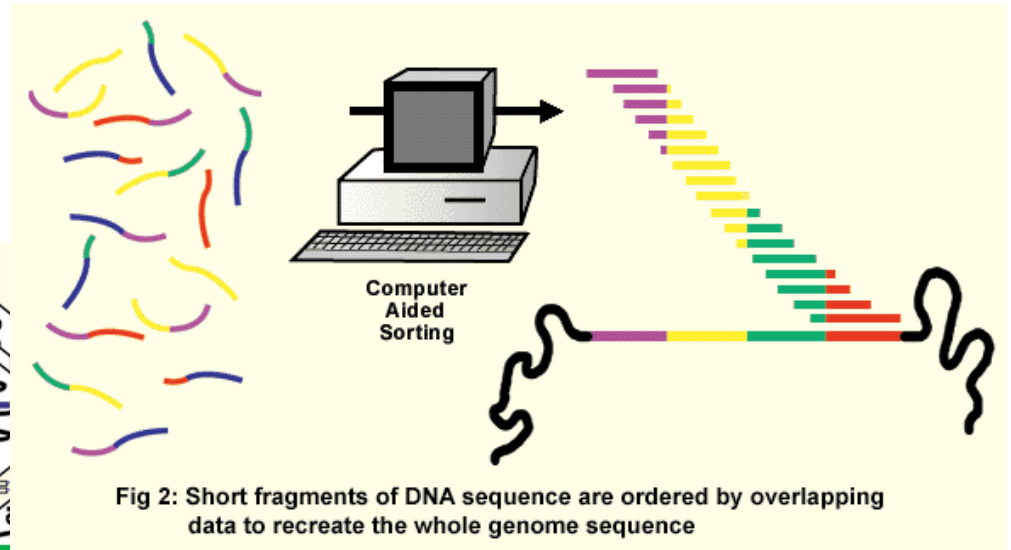 Computer
Aided
Sorting
Fig 2: Short fragments of DNA sequence are ordered by overlapping
data to recreate the whole genome sequence